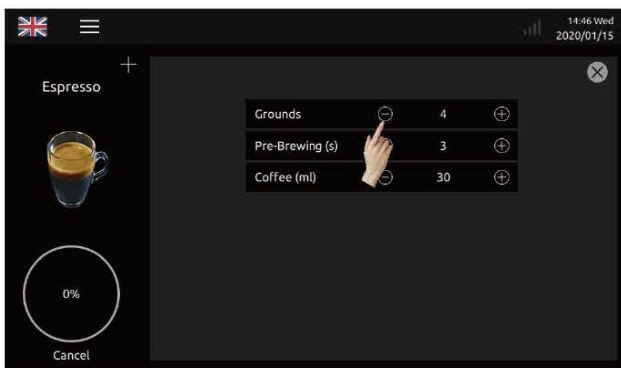 14:46 Wed
2020/01/15
Espresso
Grounds 4
Pre-Brewing (s) 3
Coffee (ml) 30
0%
Cancel